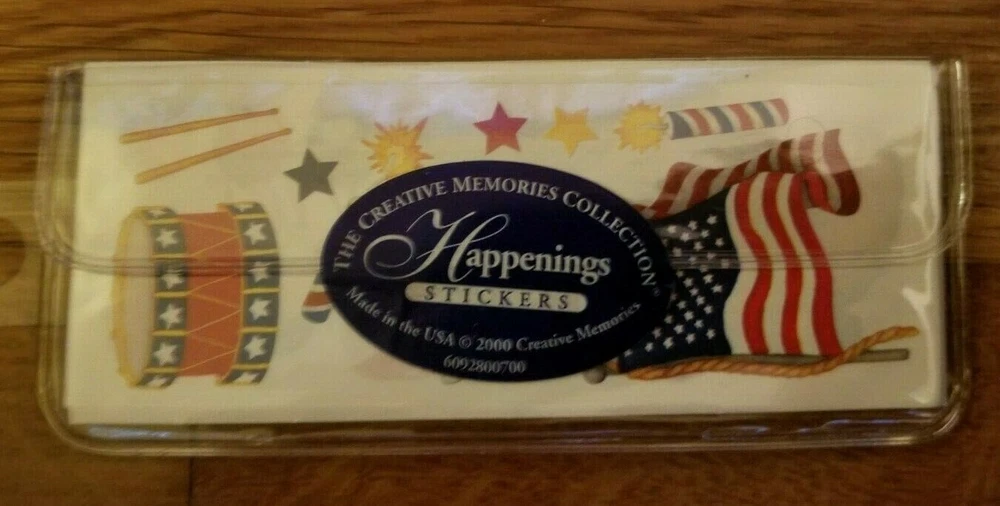 THE CREATIVE MEMORIES COLLECTION®
Happenings
STICKERS
Made in the USA © 2000 Creative Memories
6092800700